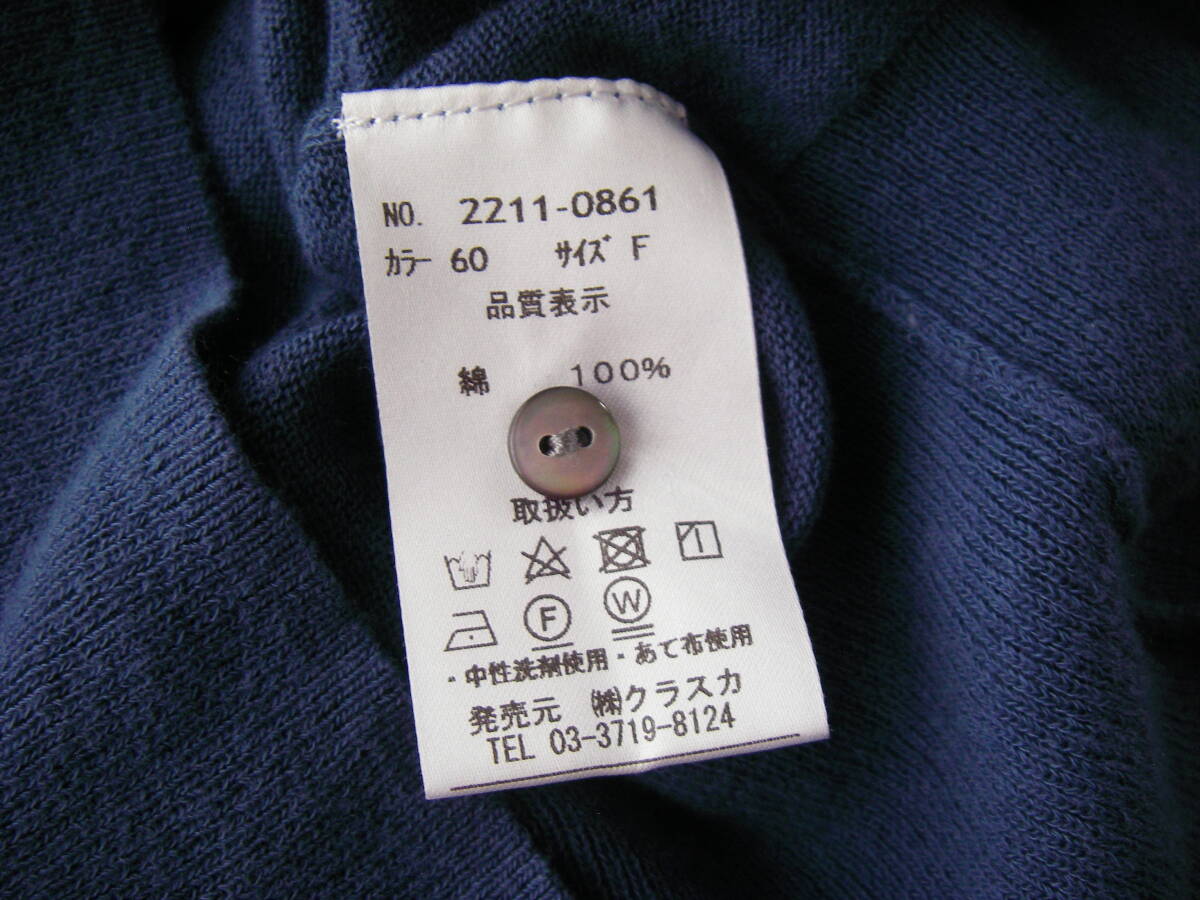 NO. 2211-0861
ｶﾗｰ 60 ｻｲｽﾞ F
品質表示
綿 100%
取扱い方
F W
・中性洗剤使用・あて布使用
発売元 ㈱クラスカ
TEL 03-3719-8124